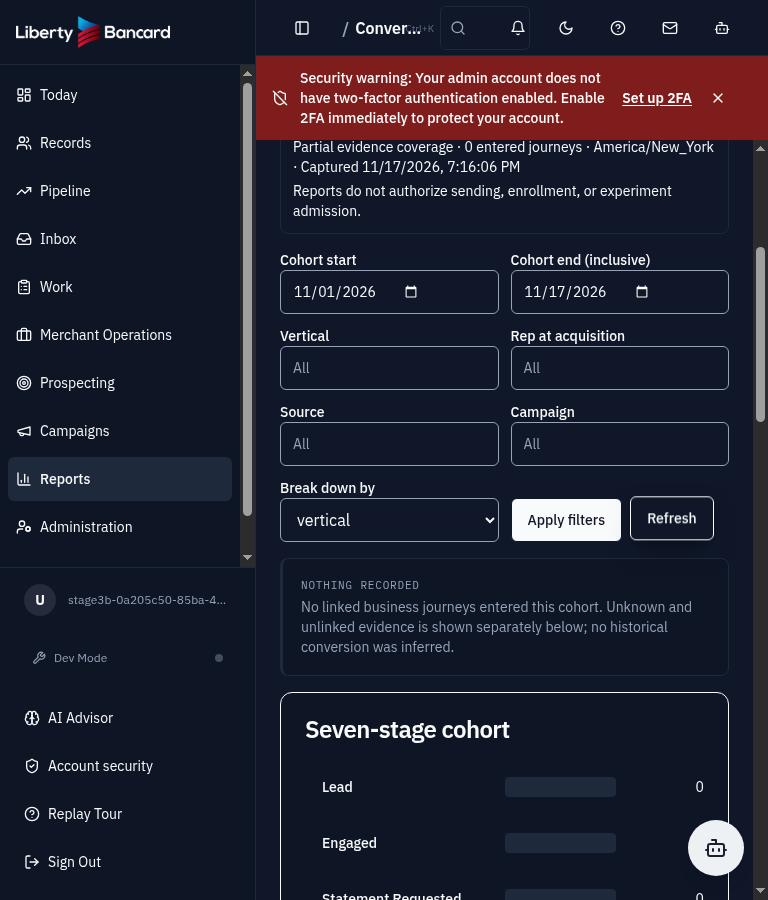 Liberty Bancard
Today
Records
Pipeline
Inbox
Work
Merchant Operations
Prospecting
Campaigns
Reports
Administration
U
stage3b-0a205c50-85ba-4...
Dev Mode
AI Advisor
Account security
Replay Tour
Sign Out
/ Conver...
Ctrl+K
Security warning: Your admin account does not
have two-factor authentication enabled. Enable
2FA immediately to protect your account.
Set up 2FA
Partial evidence coverage · 0 entered journeys · America/New_York
· Captured 11/17/2026, 7:16:06 PM
Reports do not authorize sending, enrollment, or experiment
admission.
Cohort start
Cohort end (inclusive)
11/01/2026
11/17/2026
Vertical
Rep at acquisition
All
All
Source
Campaign
All
All
Break down by
vertical
Apply filters
Refresh
NOTHING RECORDED
No linked business journeys entered this cohort. Unknown and
unlinked evidence is shown separately below; no historical
conversion was inferred.
Seven-stage cohort
Lead
0
Engaged
Statement Requested
0